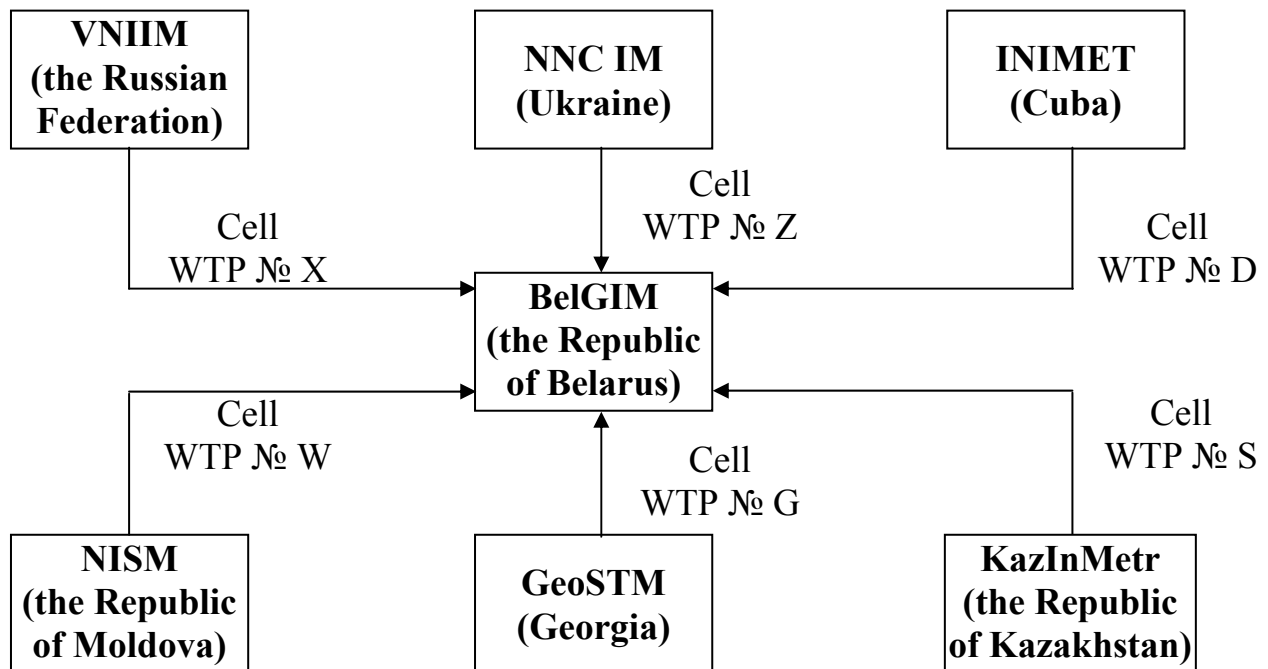 VNIIM
(the Russian
Federation)
NNC IM
(Ukraine)
INIMET
(Cuba)
Cell
WTP № X
Cell
WTP № Z
Cell
WTP № D
BelGIM
(the Republic
of Belarus)
Cell
WTP № W
Cell
WTP № G
Cell
WTP № S
NISM
(the Republic
of Moldova)
GeoSTM
(Georgia)
KazInMetr
(the Republic
of Kazakhstan)